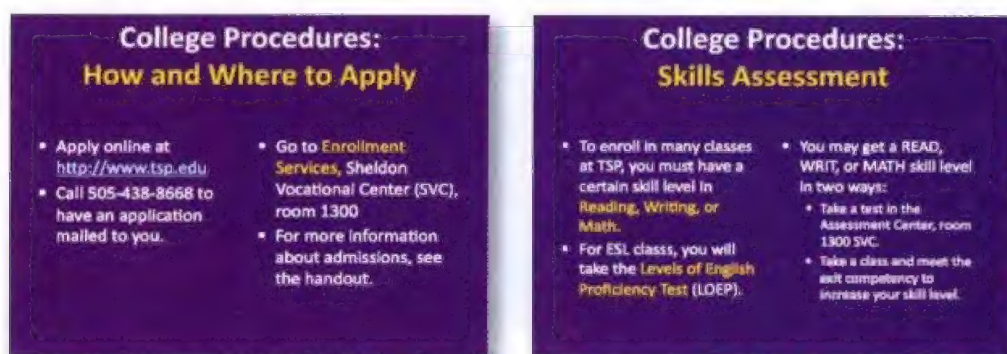 College Procedures:
How and Where to Apply
• Apply online at
http://www.tsp.edu
• Call 505-438-8668 to
have an application
mailed to you.
• Go to Enrollment
Services, Sheldon
Vocational Center (SVC),
room 1300
• For more information
about admissions, see
the handout.
College Procedures:
Skills Assessment
• To enroll in many classes
at TSP, you must have a
certain skill level in
Reading, Writing, or
Math.
• For ESL classs, you will
take the Levels of English
Proficiency Test (LOEP).
• You may get a READ,
WRIT, or MATH skill level
in two ways:
• Take a test in the
Assessment Center, room
1300 SVC.
• Take a class and meet the
exit competency to
increase your skill level.